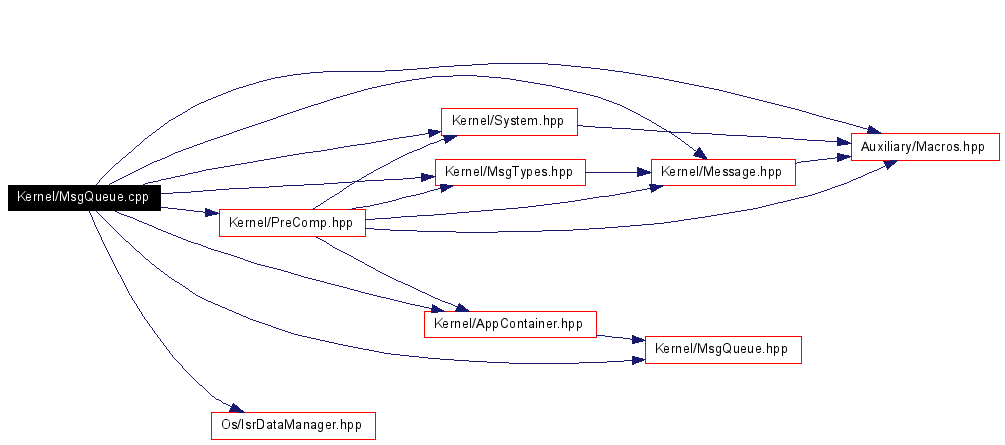 Kernel/System.hpp
Auxiliary/Macros.hpp
Kernel/MsgTypes.hpp
Kernel/Message.hpp
Kernel/MsgQueue.cpp
Kernel/PreComp.hpp
Kernel/AppContainer.hpp
Kernel/MsgQueue.hpp
Os/IsrDataManager.hpp